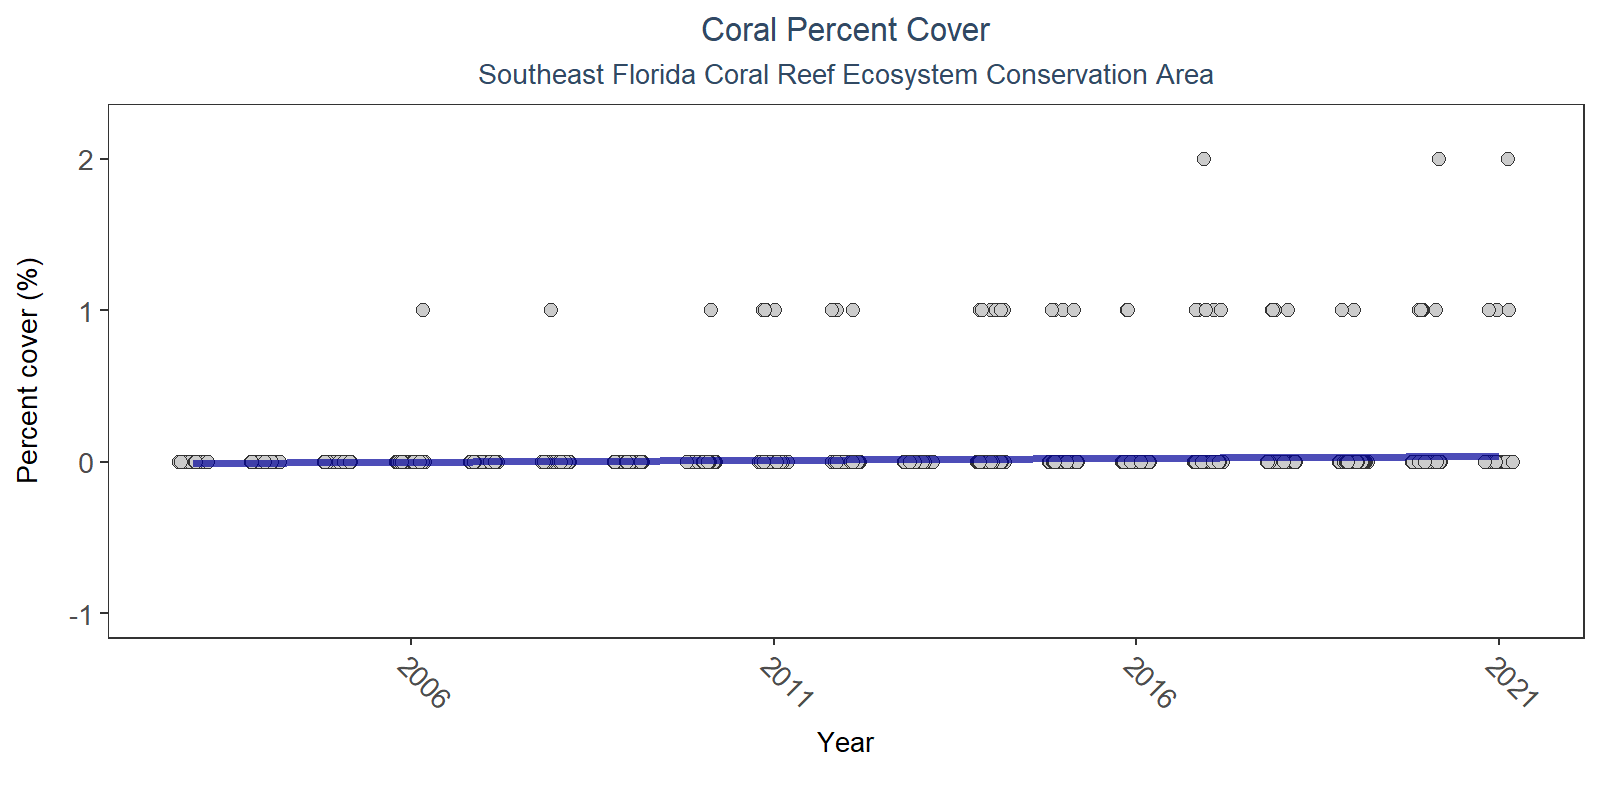 Coral Percent Cover
Southeast Florida Coral Reef Ecosystem Conservation Area
Percent cover (%)
2
1
0
-1
2006
2011
2016
2021
Year